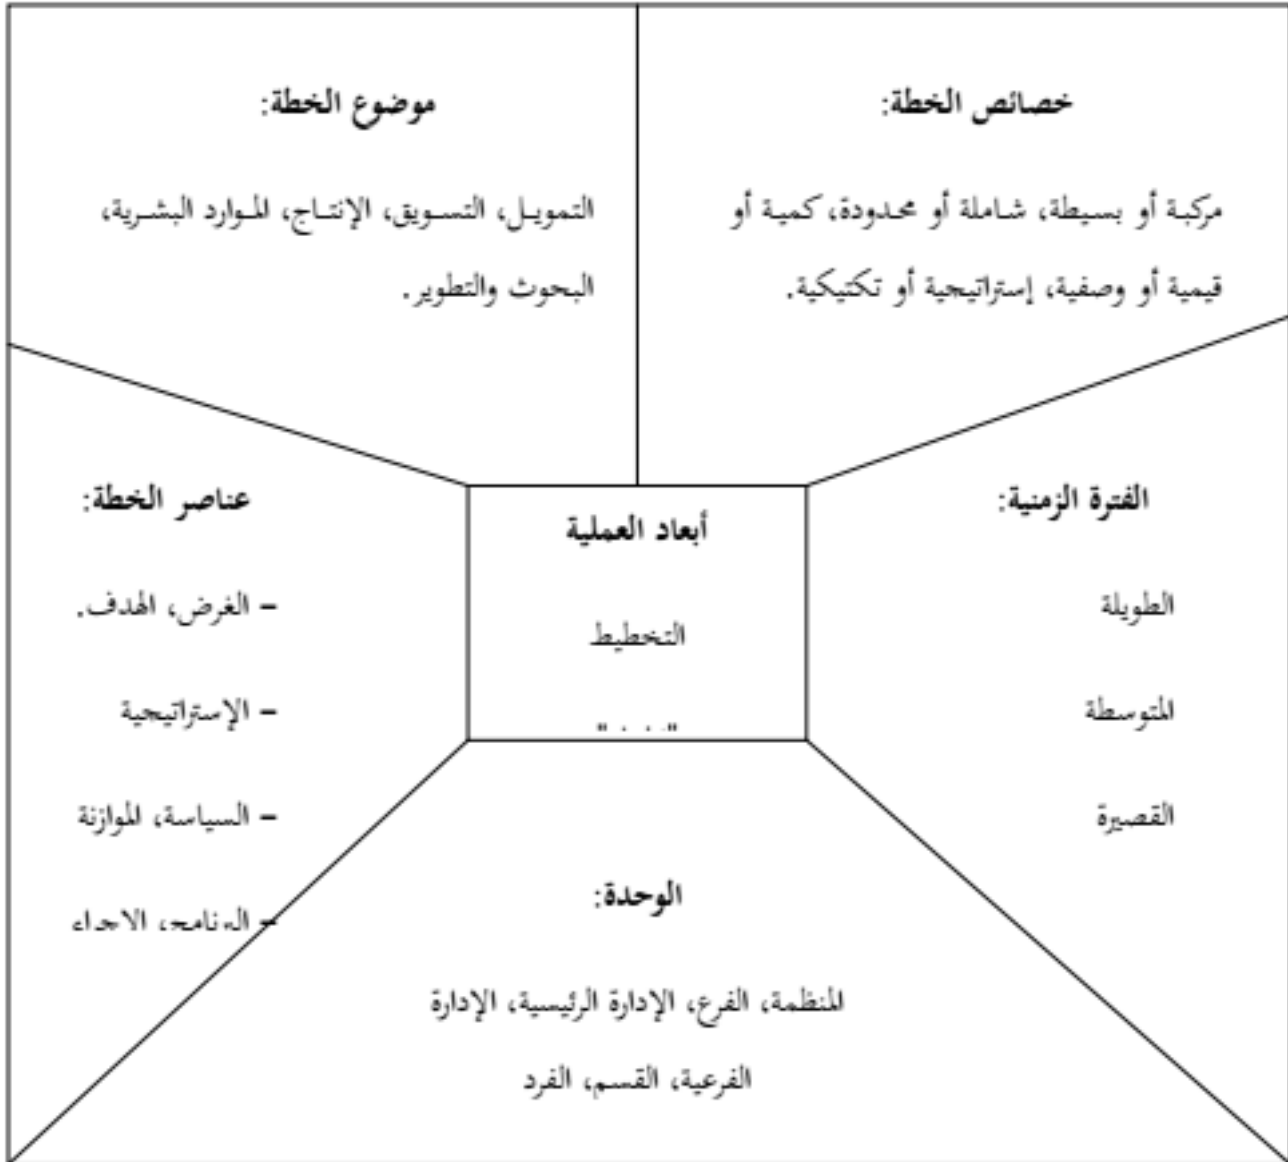 خصائص الخطة:
مركبة أو بسيطة، شاملة أو محدودة، كمية أو
قيمية أو وصفية، إستراتيجية أو تكتيكية.
موضوع الخطة:
التمويل، التسويق، الإنتاج، الموارد البشرية،
البحوث والتطوير.
الفترة الزمنية:
الطويلة
المتوسطة
القصيرة
أبعاد العملية
التخطيط
عناصر الخطة:
- الغرض، الهدف.
- الإستراتيجية
- السياسة، الموازنة
- البرنامج، الاجراء
الوحدة:
المنظمة، الفرع، الإدارة الرئيسية، الإدارة
الفرعية، القسم، الفرد